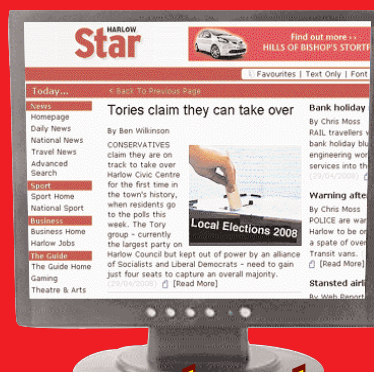 HARLOW
Star
Find out more
HILLS OF BISHOP'S STORTF
Favourites | Text Only | Font
Today...
< Back To Previous Page
News
Homepage
Daily News
National News
Travel News
Advanced
Search
Sport
Sport Home
National Sport
Business
Business Home
Harlow Jobs
The Guide
The Guide Home
Gaming
Theatre & Arts
Tories claim they can take over
By Ben Wilkinson
CONSERVATIVES
claim they are on
track to take over
Harlow Civic Centre
for the first time in
the town's history,
when residents go
to the polls this
week. The Tory
group - currently
the largest party on
Harlow Council but kept out of power by an alliance
of Socialists and Liberal Democrats - need to gain
just four seats to capture an overall majority.
(29/04/2008) [Read More]
Local Elections 2008
Bank holiday
By Chris Moss
RAIL travellers
bank holiday blu
engineering wor
services into th
(29/04/2008)
Warning afte
By Chris Moss
POLICE are war
Harlow to be on
a spate of over
Transit vans.
[Read More]
Stansted airl
By Web Report